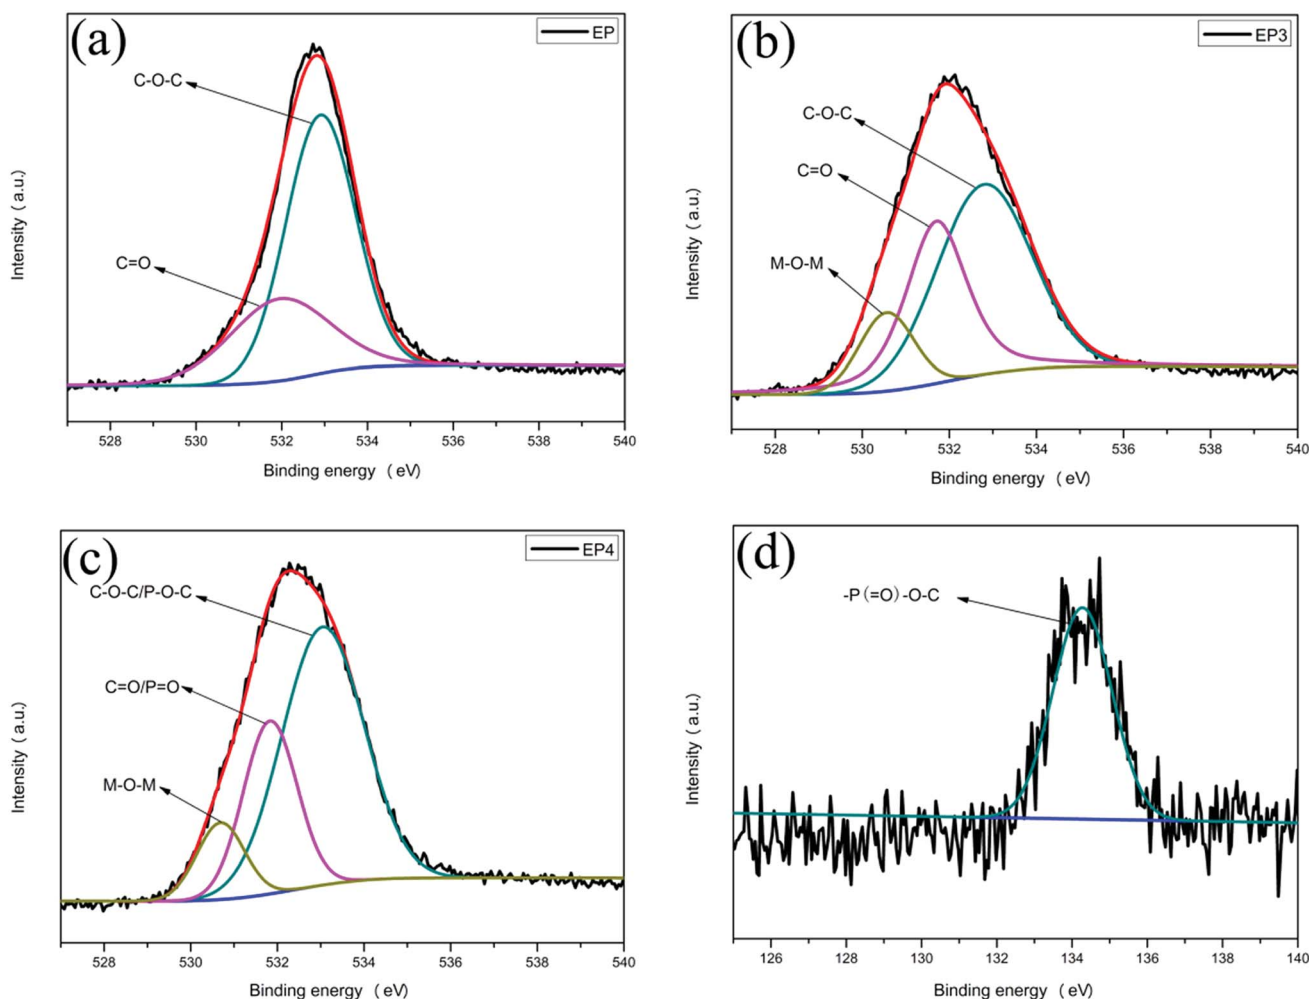 (a)
EP
C-O-C
C=O
Intensity (a.u.)
528 530 532 534 536 538 540
Binding energy (eV)
(b)
EP3
C-O-C
C=O
M-O-M
Intensity (a.u.)
528 530 532 534 536 538 540
Binding energy (eV)
(c)
EP4
C-O-C/P-O-C
C=O/P=O
M-O-M
Intensity (a.u.)
528 530 532 534 536 538 540
Binding energy (eV)
(d)
-P(=O)-O-C
Intensity (a.u.)
126 128 130 132 134 136 138 140
Binding energy (eV)